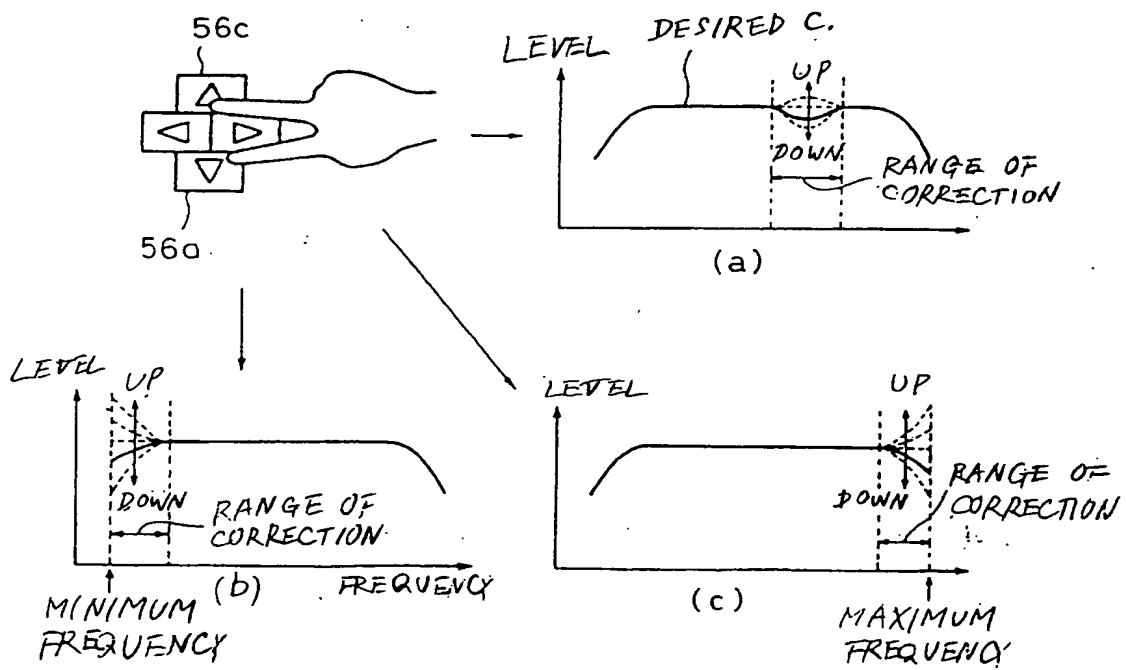 56c
56a
LEVEL
DESIRED C.
UP
DOWN
RANGE OF
CORRECTION
(a)
LEVEL
UP
DOWN
RANGE OF
CORRECTION
(b)
FREQUENCY
MINIMUM
FREQUENCY
LEVEL
UP
DOWN
RANGE OF
CORRECTION
(c)
MAXIMUM
FREQUENCY